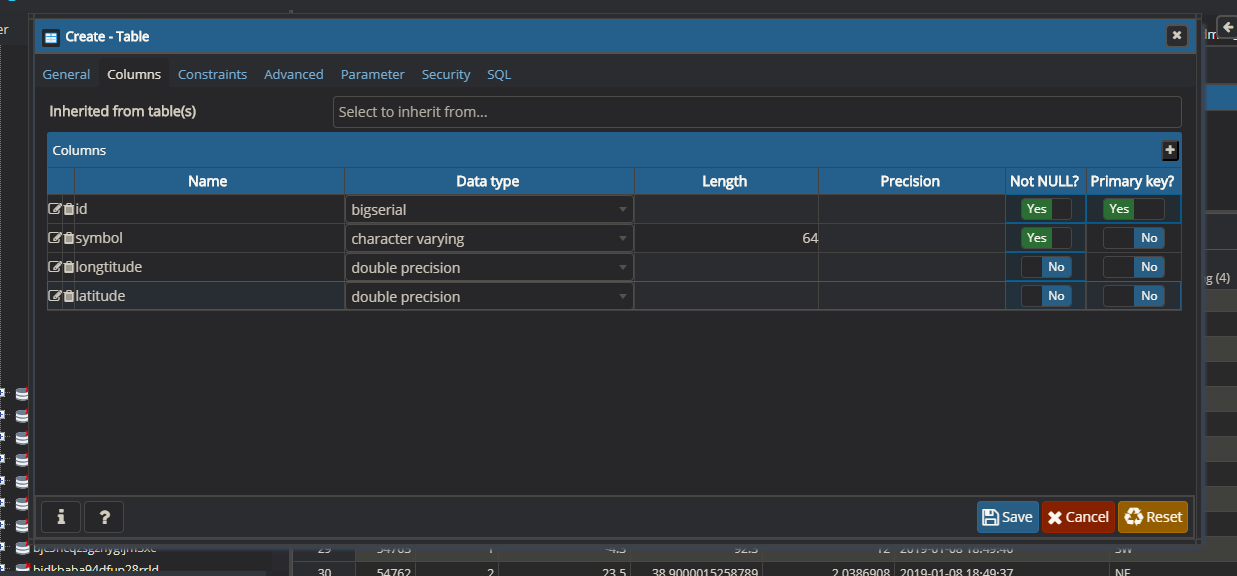 er
Create - Table
General Columns Constraints Advanced Parameter Security SQL
Inherited from table(s) Select to inherit from...
Columns
Name Data type Length Precision Not NULL? Primary key?
id bigserial Yes Yes
symbol character varying 64 Yes No
longtitude double precision No No
latitude double precision No No
g (4)
i ? Save Cancel Reset
29 54763 1 -4.3 92.3 12 2019-01-08 18:49:40 SW
bjdkbaba94dfun28rrld 30 54762 2 23.5 38.9000015258789 2.0386908 2019-01-08 18:49:37 NE